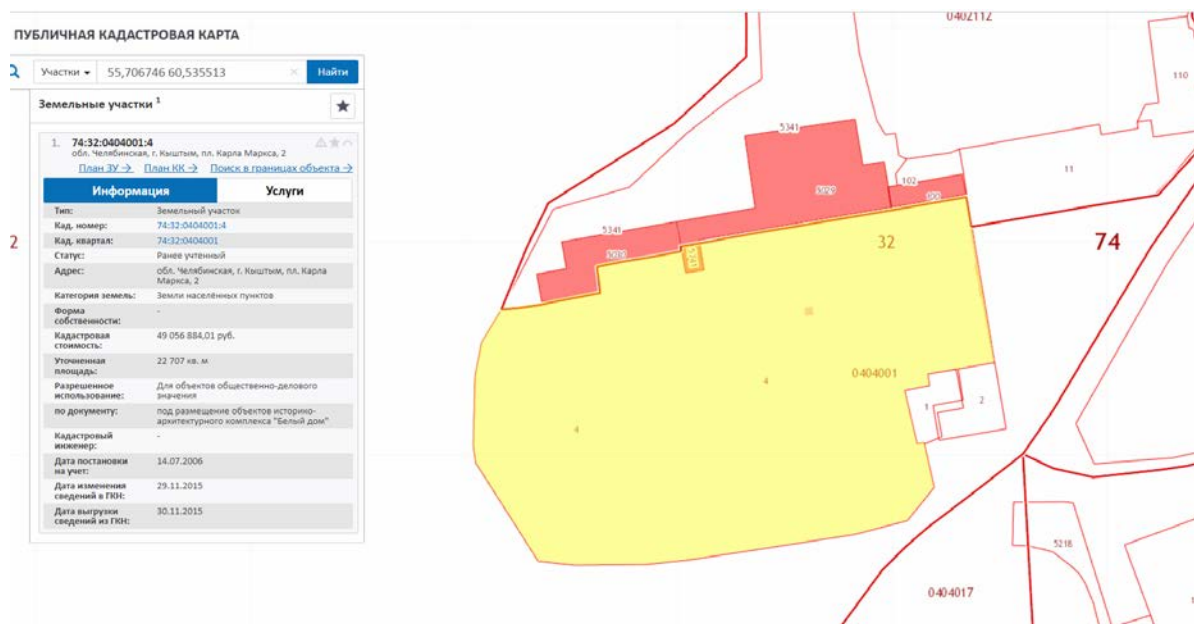 ПУБЛИЧНАЯ КАДАСТРОВАЯ КАРТА
Участки 55,706746 60,535513 × Найти
Земельные участки 1
1. 74:32:0404001:4
обл. Челябинская, г. Кыштым, пл. Карла Маркса, 2
План ЗУ → План КК → Поиск в границах объекта →
Информация Услуги
Тип: Земельный участок
Кад. номер: 74:32:0404001:4
Кад. квартал: 74:32:0404001
Статус: Ранее учтенный
Адрес: обл. Челябинская, г. Кыштым, пл. Карла
Маркса, 2
Категория земель: Земли населённых пунктов
Форма
собственности: -
Кадастровая
стоимость: 49 056 884,01 руб.
Уточненная
площадь: 22 707 кв. м
Разрешенное
использование: Для объектов общественно-делового
значения
по документу: под размещение объектов историко-
архитектурного комплекса "Белый дом"
Кадастровый
инженер: -
Дата постановки
на учет: 14.07.2006
Дата изменения
сведений в ГКН: 29.11.2015
Дата выгрузки
сведений из ГКН: 30.11.2015
2
0402112
110
5341
11
102
100
5029
5341
32
74
0404001
4
4
1
2
5218
0404017